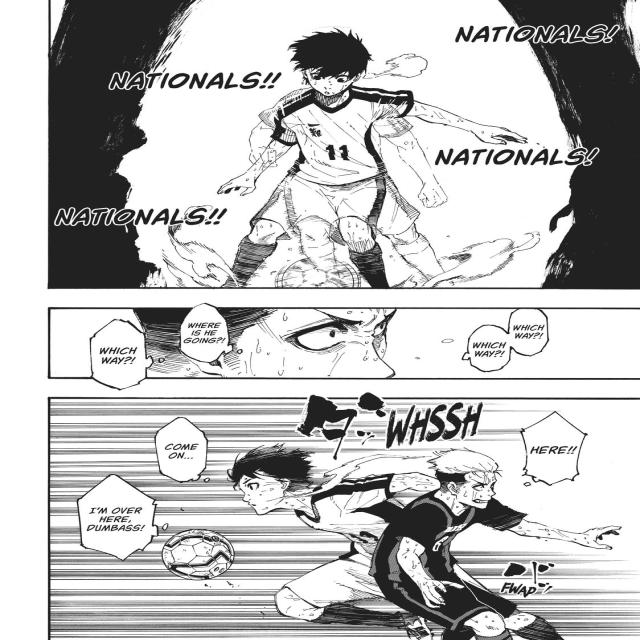 NATIONALS!
NATIONALS!!
NATIONALS!
NATIONALS!!
11
WHICH
WAY?!
WHICH
WAY?!
WHERE
IS HE
GOING?!
WHICH
WAY?!
WHSSH
HERE!!
COME
ON...
I'M OVER
HERE,
DUMBASS!
FWAP